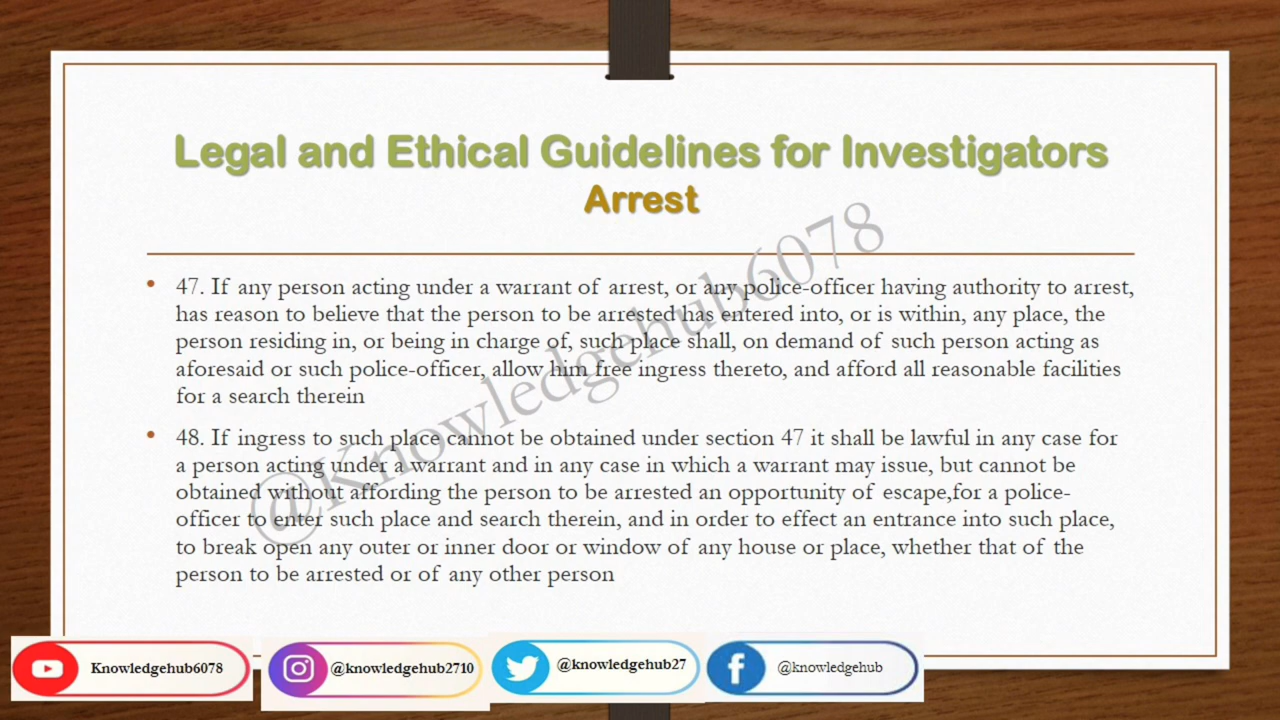 Legal and Ethical Guidelines for Investigators
Arrest
• 47. If any person acting under a warrant of arrest, or any police-officer having authority to arrest,
has reason to believe that the person to be arrested has entered into, or is within, any place, the
person residing in, or being in charge of, such place shall, on demand of such person acting as
aforesaid or such police-officer, allow him free ingress thereto, and afford all reasonable facilities
for a search therein
• 48. If ingress to such place cannot be obtained under section 47 it shall be lawful in any case for
a person acting under a warrant and in any case in which a warrant may issue, but cannot be
obtained without affording the person to be arrested an opportunity of escape,for a police-
officer to enter such place and search therein, and in order to effect an entrance into such place,
to break open any outer or inner door or window of any house or place, whether that of the
person to be arrested or of any other person
@Knowledgehub6078
Knowledgehub6078
@knowledgehub2710
@knowledgehub27
@knowledgehub